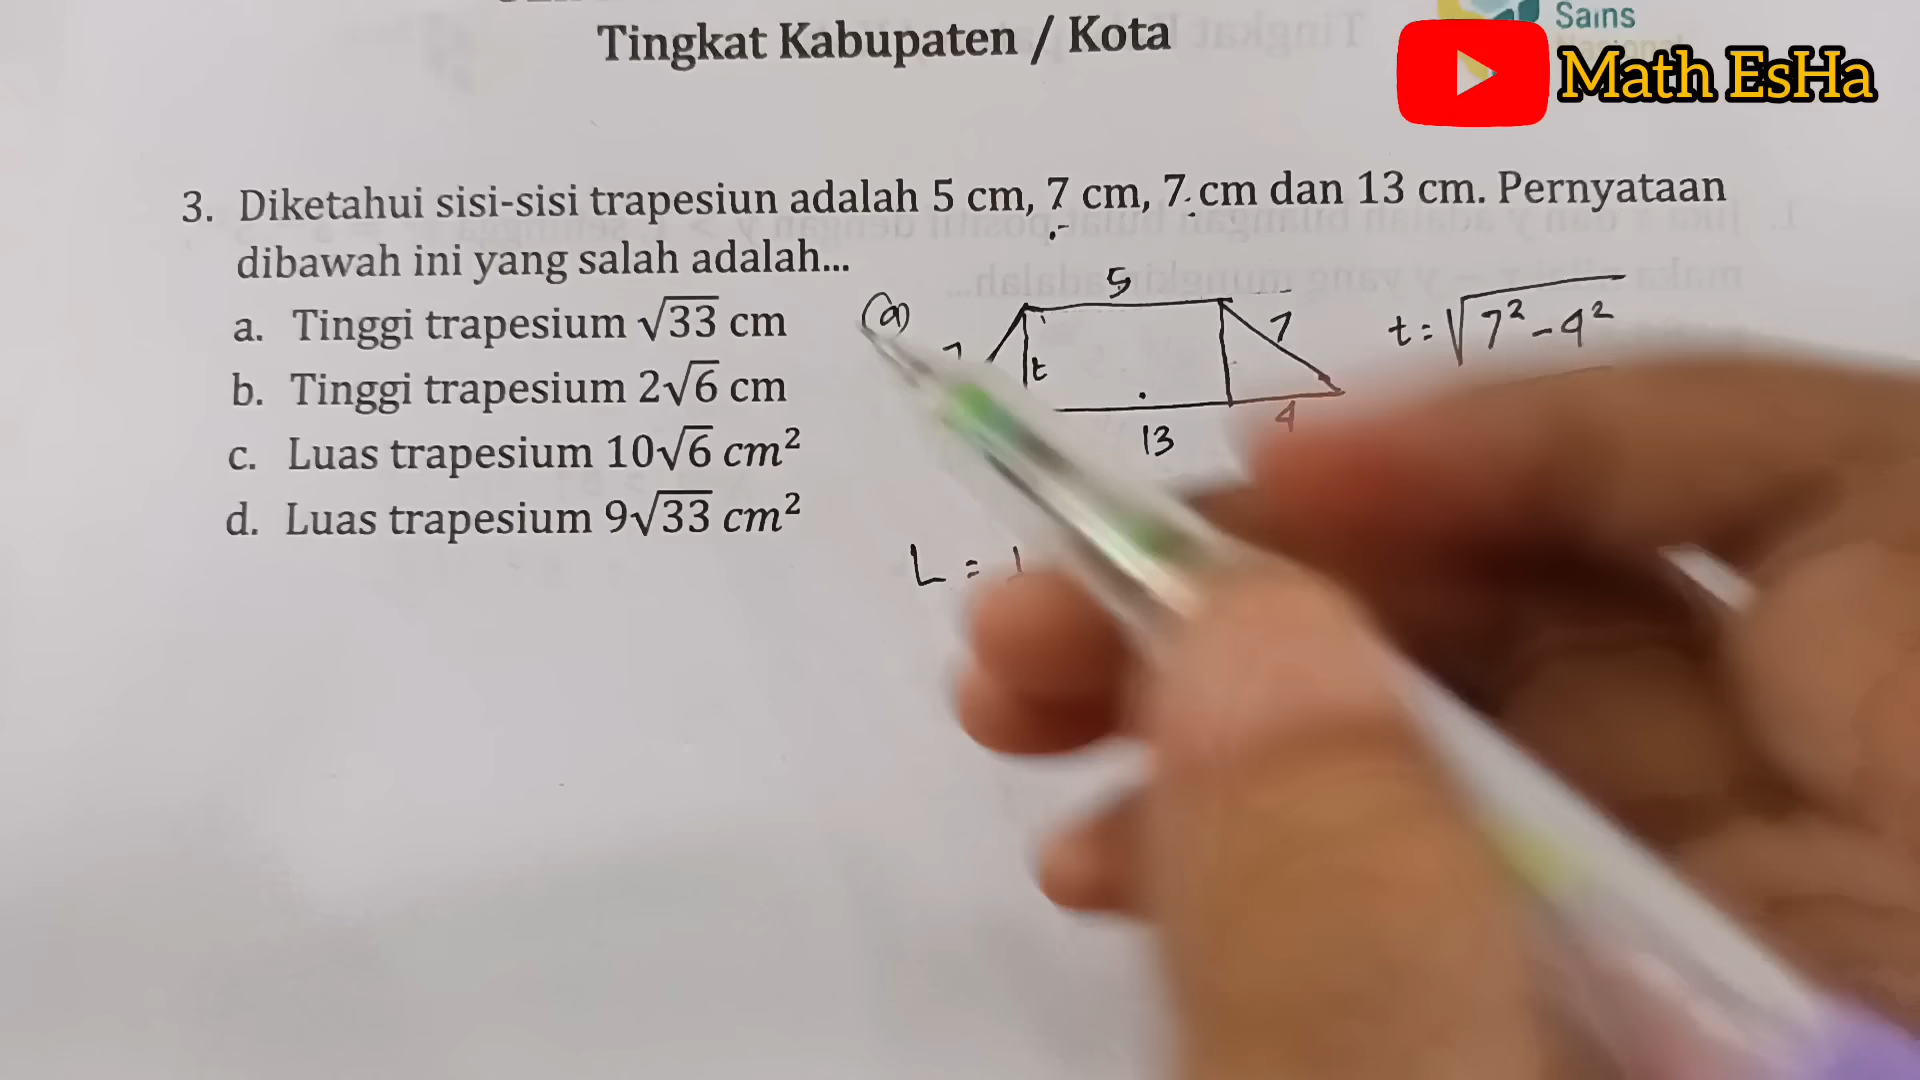 Tingkat Kabupaten / Kota
Sains
Math EsHa
3. Diketahui sisi-sisi trapesiun adalah 5 cm, 7 cm, 7 cm dan 13 cm. Pernyataan
dibawah ini yang salah adalah...
a. Tinggi trapesium √33 cm
b. Tinggi trapesium 2√6 cm
c. Luas trapesium 10√6 cm²
d. Luas trapesium 9√33 cm²
(a)
5
7
7
t
13
4
t = √7² - 4²
L =